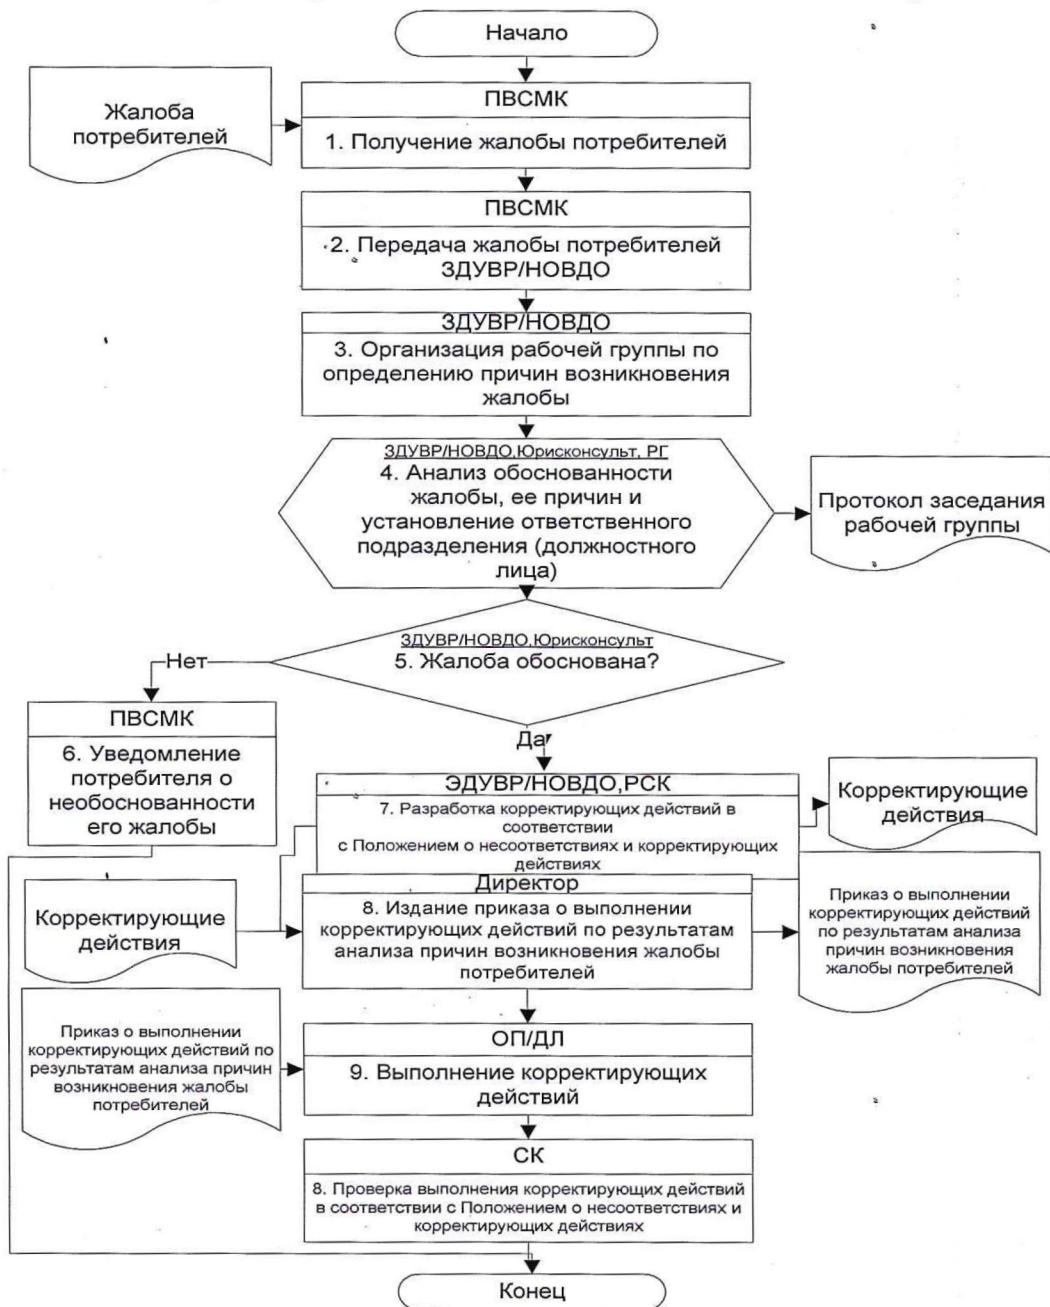 Начало
Жалоба
потребителей
ПВСМК
1. Получение жалобы потребителей
ПВСМК
2. Передача жалобы потребителей
ЗДУВР/НОВДО
ЗДУВР/НОВДО
3. Организация рабочей группы по
определению причин возникновения
жалобы
ЗДУВР/НОВДО,Юрисконсульт, РГ
4. Анализ обоснованности
жалобы, ее причин и
установление ответственного
подразделения (должностного
лица)
Протокол заседания
рабочей группы
ЗДУВР/НОВДО,Юрисконсульт
5. Жалоба обоснована?
Нет
Да
ПВСМК
6. Уведомление
потребителя о
необоснованности
его жалобы
ЭДУВР/НОВДО,РСК
7. Разработка корректирующих действий в
соответствии
с Положением о несоответствиях и корректирующих
действиях
Корректирующие
действия
Корректирующие
действия
Директор
8. Издание приказа о выполнении
корректирующих действий по результатам
анализа причин возникновения жалобы
потребителей
Приказ о выполнении
корректирующих действий
по результатам анализа
причин возникновения
жалобы потребителей
Приказ о выполнении
корректирующих действий по
результатам анализа причин
возникновения жалобы
потребителей
ОП/ДЛ
9. Выполнение корректирующих
действий
СК
8. Проверка выполнения корректирующих действий
в соответствии с Положением о несоответствиях и
корректирующих действиях
Конец